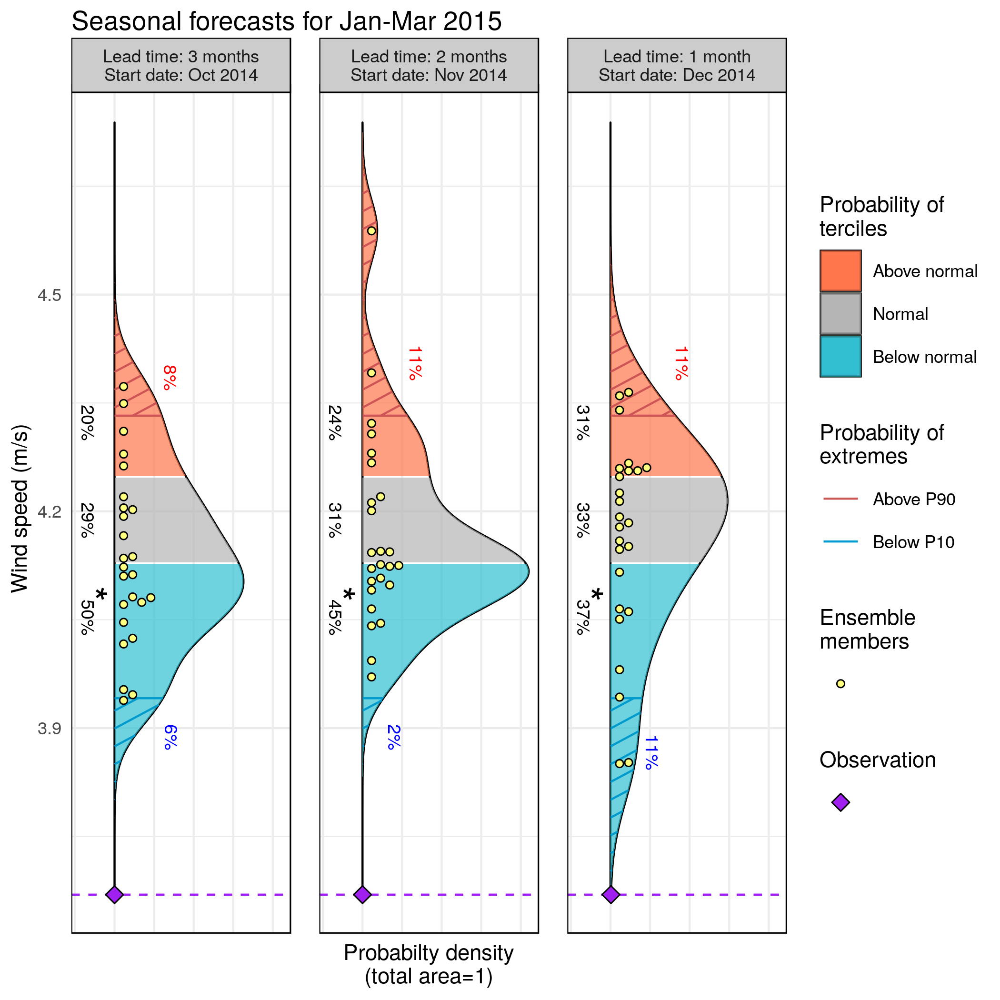 Seasonal forecasts for Jan-Mar 2015
Lead time: 3 months
Start date: Oct 2014
Lead time: 2 months
Start date: Nov 2014
Lead time: 1 month
Start date: Dec 2014
Wind speed (m/s)
4.5
4.2
3.9
8%
20%
29%
*
50%
6%
11%
24%
31%
*
45%
2%
11%
31%
33%
*
37%
11%
Probabilty density
(total area=1)
Probability of
terciles
Above normal
Normal
Below normal
Probability of
extremes
Above P90
Below P10
Ensemble
members
Observation